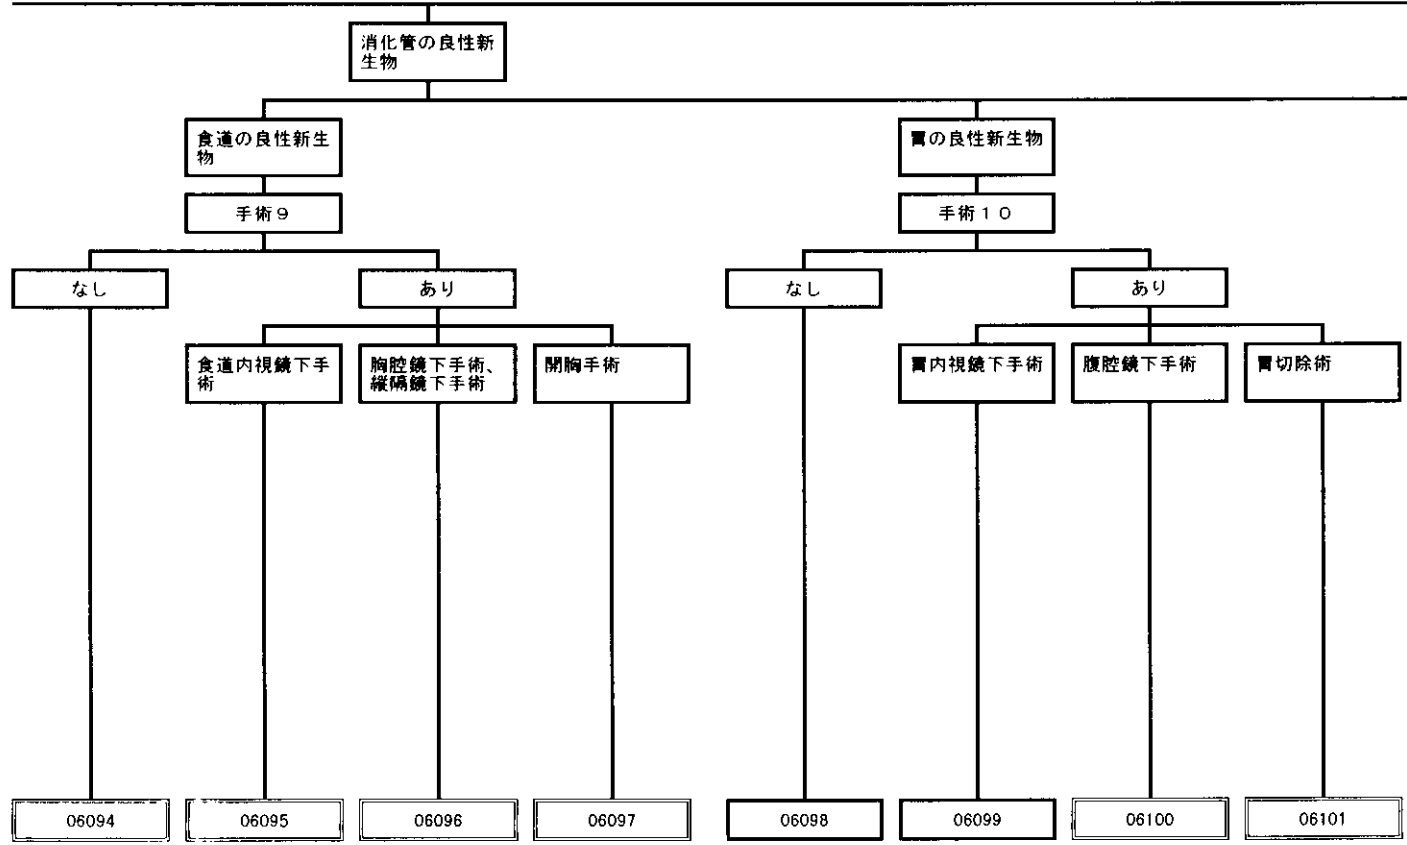 消化管の良性新
生物
食道の良性新生
物
胃の良性新生物
手術９
手術１０
なし
あり
なし
あり
食道内視鏡下手
術
胸腔鏡下手術、
縦隔鏡下手術
開胸手術
胃内視鏡下手術
腹腔鏡下手術
胃切除術
06094
06095
06096
06097
06098
06099
06100
06101